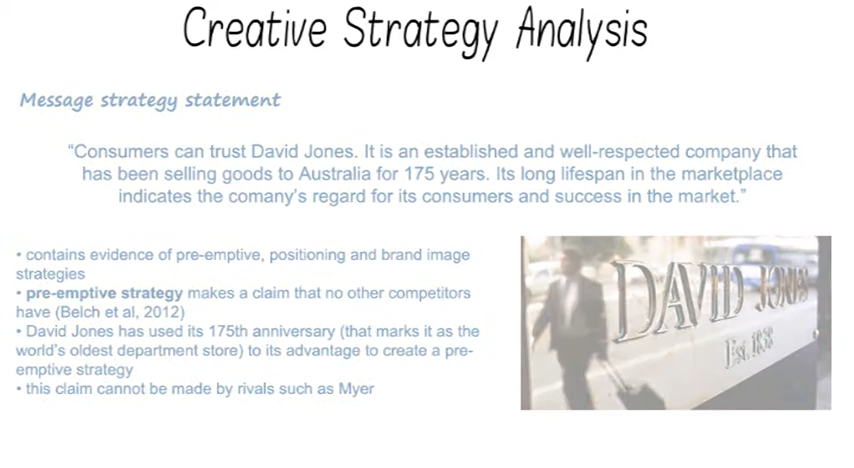 Creative Strategy Analysis
Message strategy statement
“Consumers can trust David Jones. It is an established and well-respected company that
has been selling goods to Australia for 175 years. Its long lifespan in the marketplace
indicates the comany’s regard for its consumers and success in the market.”
• contains evidence of pre-emptive, positioning and brand image
strategies
• pre-emptive strategy makes a claim that no other competitors
have (Belch et al, 2012)
• David Jones has used its 175th anniversary (that marks it as the
world’s oldest department store) to its advantage to create a pre-
emptive strategy
• this claim cannot be made by rivals such as Myer
DAVID JONES
Est. 1838